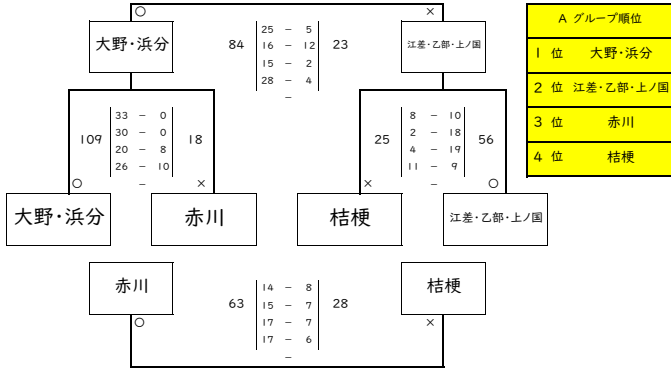 ○ ×
大野・浜分 84 25 - 5 23 江差・乙部・上ノ国
16 - 12
15 - 2
28 - 4
-
A グループ順位
1 位 大野・浜分
2 位 江差・乙部・上ノ国
3 位 赤川
4 位 桔梗
109 33 - 0 18
30 - 0
20 - 8
26 - 10
-
○ ×
大野・浜分 赤川
25 8 - 10 56
2 - 18
4 - 19
11 - 9
-
× ○
桔梗 江差・乙部・上ノ国
赤川 63 14 - 8 28 桔梗
15 - 7
17 - 7
17 - 6
-
○ ×